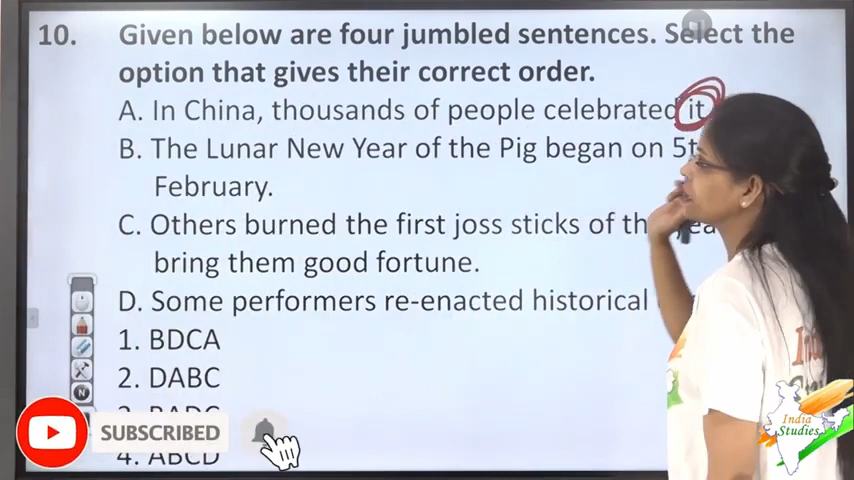 10. Given below are four jumbled sentences. Select the
option that gives their correct order.
A. In China, thousands of people celebrated it
B. The Lunar New Year of the Pig began on
February.
C. Others burned the first joss sticks of
bring them good fortune.
D. Some performers re-enacted historical
1. BDCA
2. DABC
4. ABCD
SUBSCRIBED
N
India
Studies